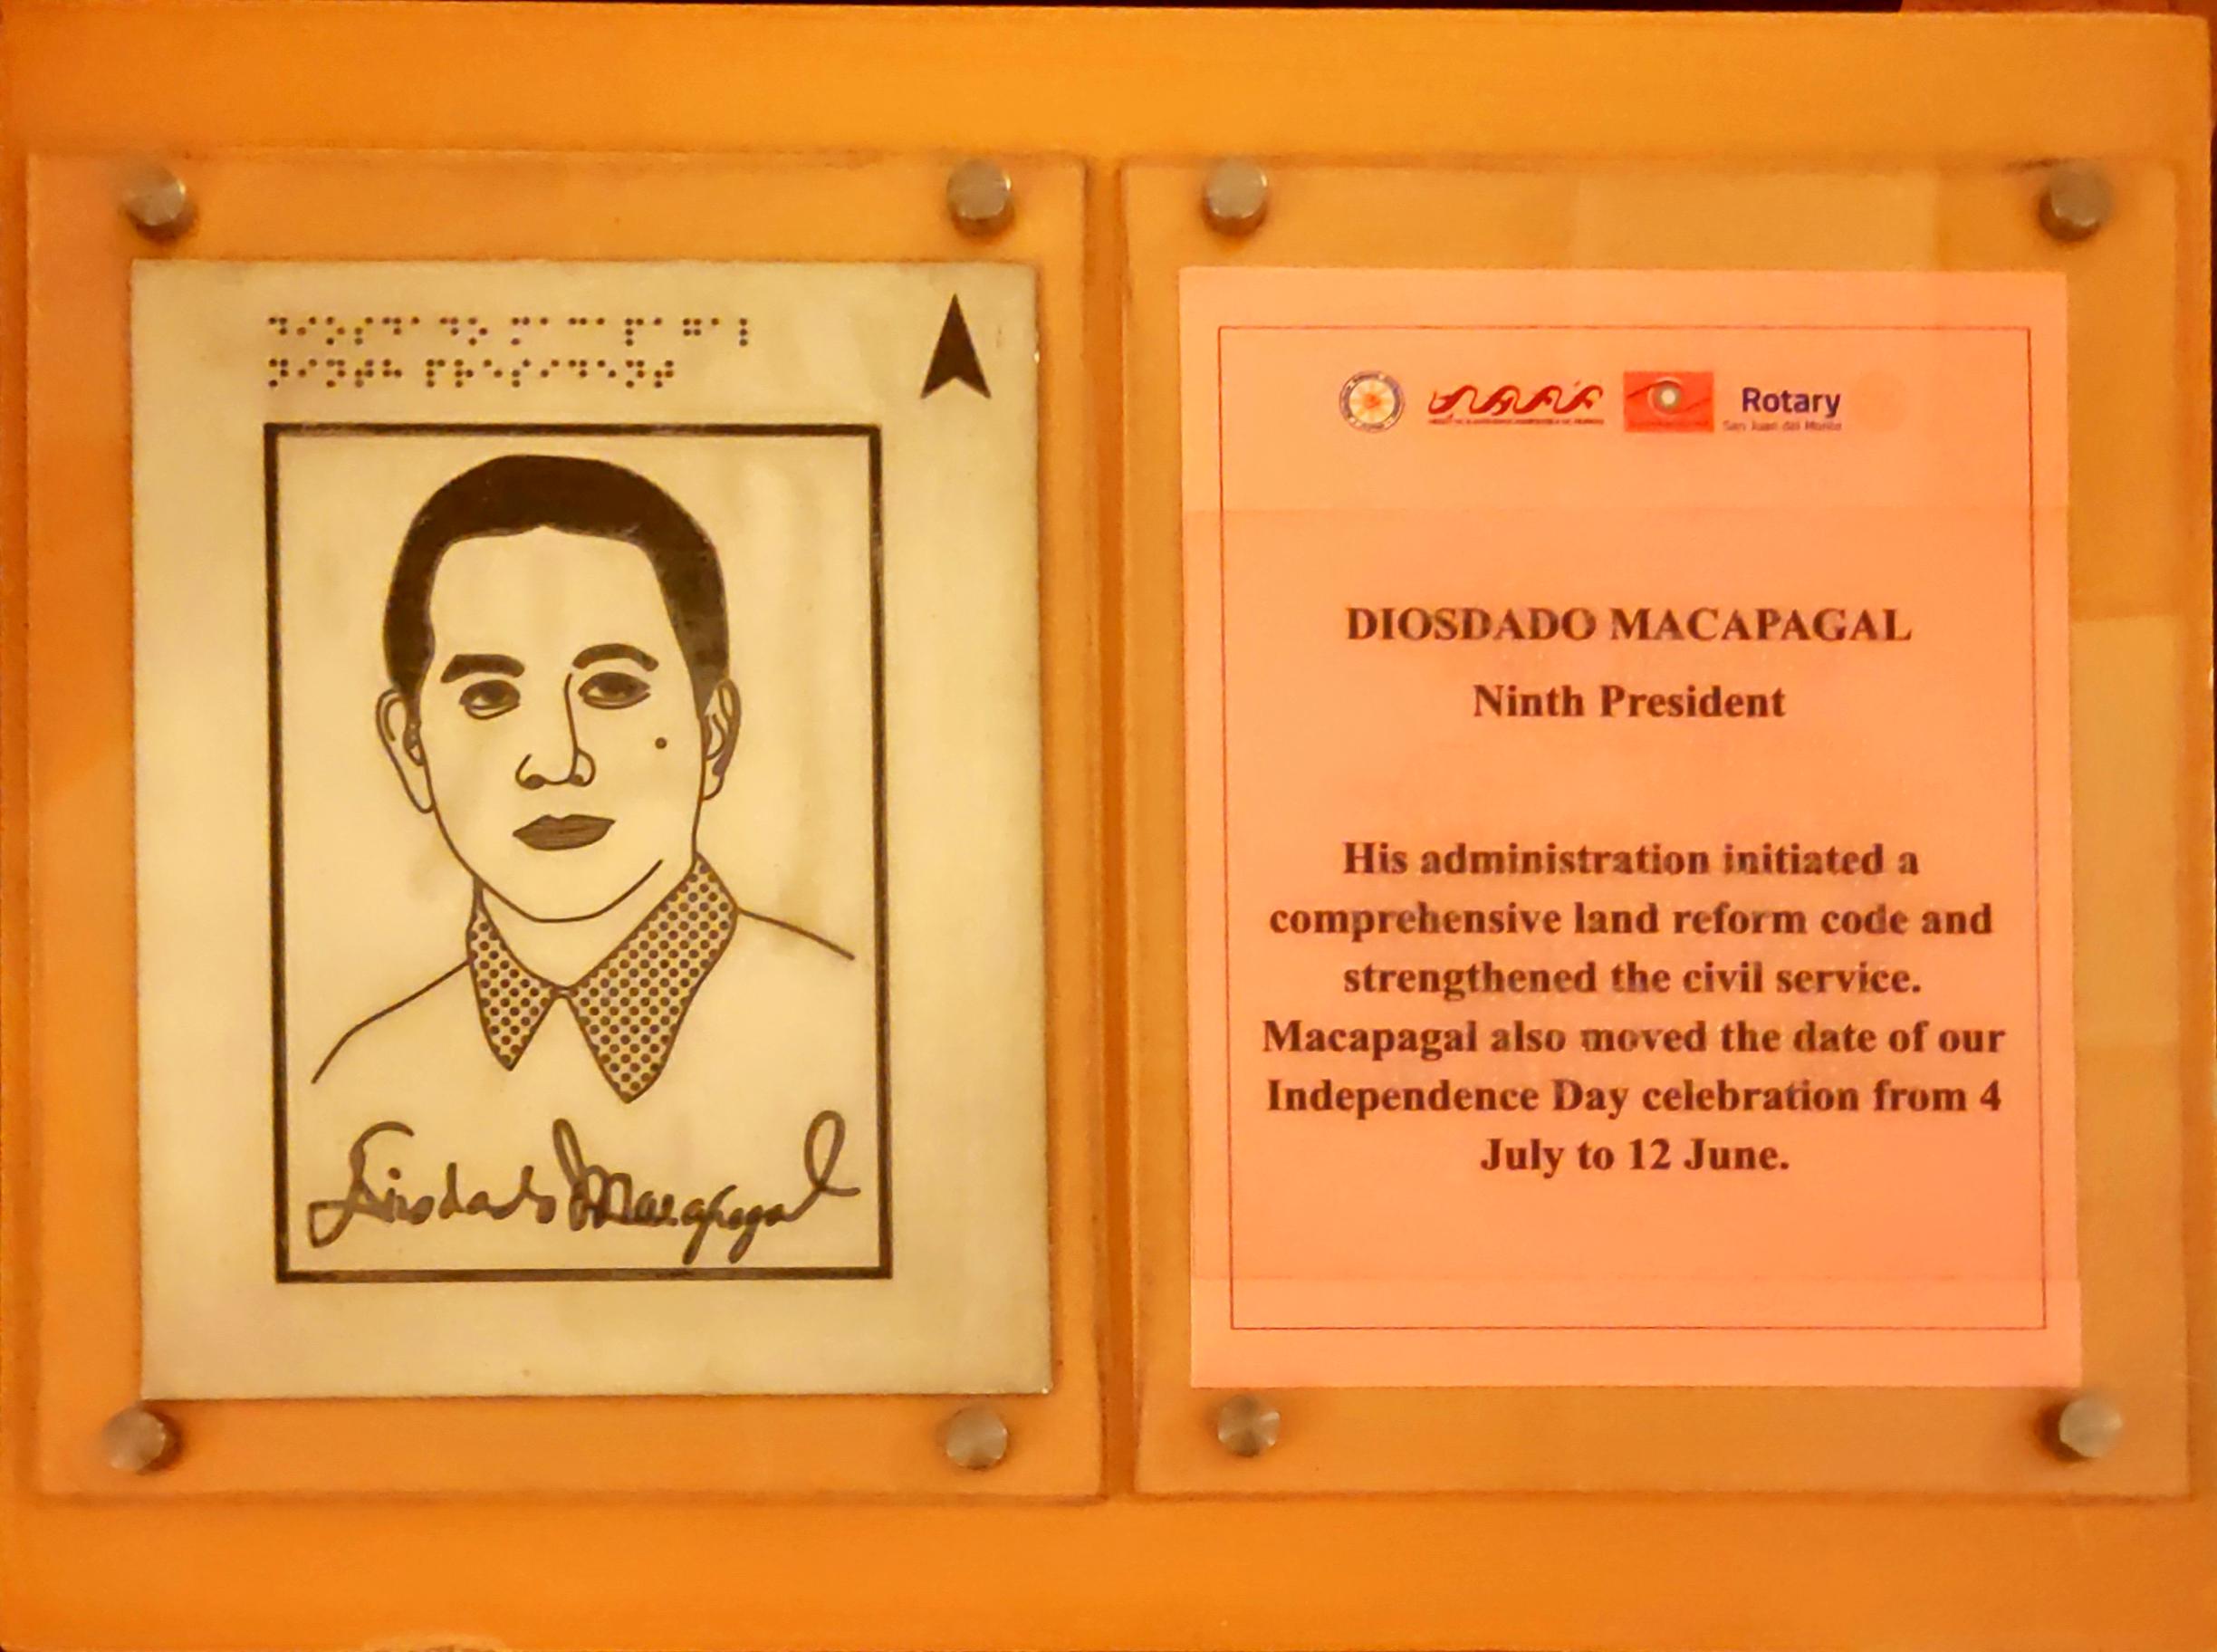 ⠙⠊⠕⠎⠙⠁⠙⠕ ⠍⠁⠉⠁⠏⠁⠛⠁⠇
⠝⠊⠝⠞⠓ ⠏⠗⠑⠎⠊⠙⠑⠝⠞
Diosdado Macapagal
Rotary
San Juan del Monte
DIOSDADO MACAPAGAL
Ninth President
His administration initiated a
comprehensive land reform code and
strengthened the civil service.
Macapagal also moved the date of our
Independence Day celebration from 4
July to 12 June.